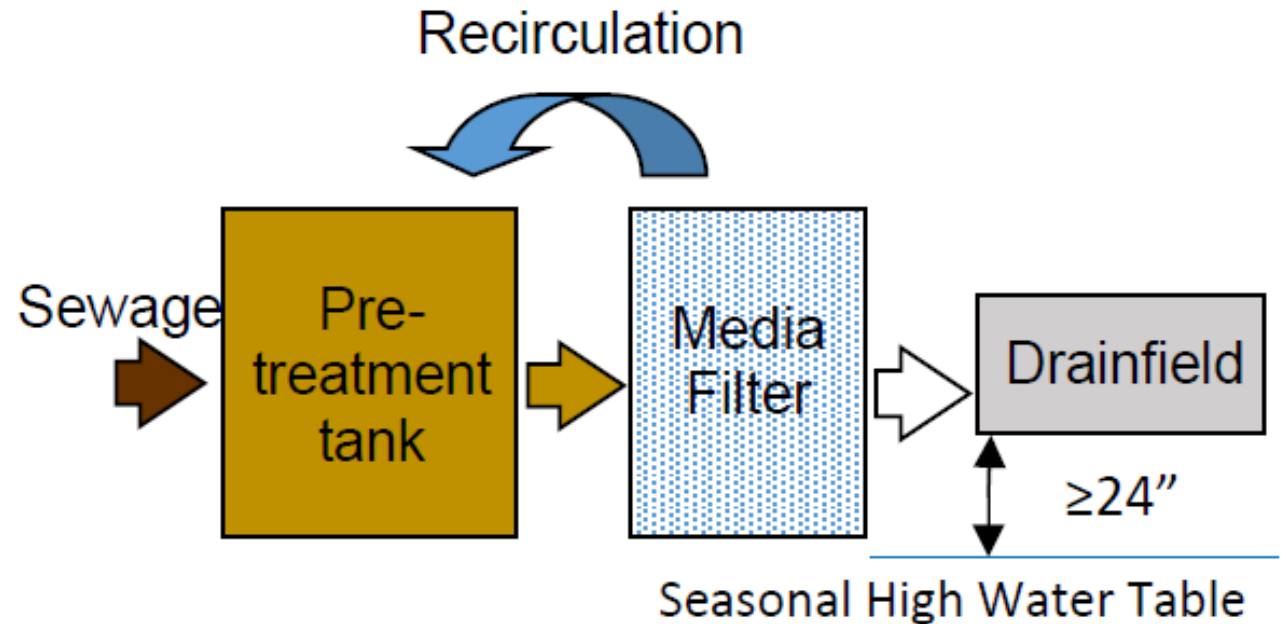 Recirculation
Sewage
Pre-
treatment
tank
Media
Filter
Drainfield
≥24”
Seasonal High Water Table